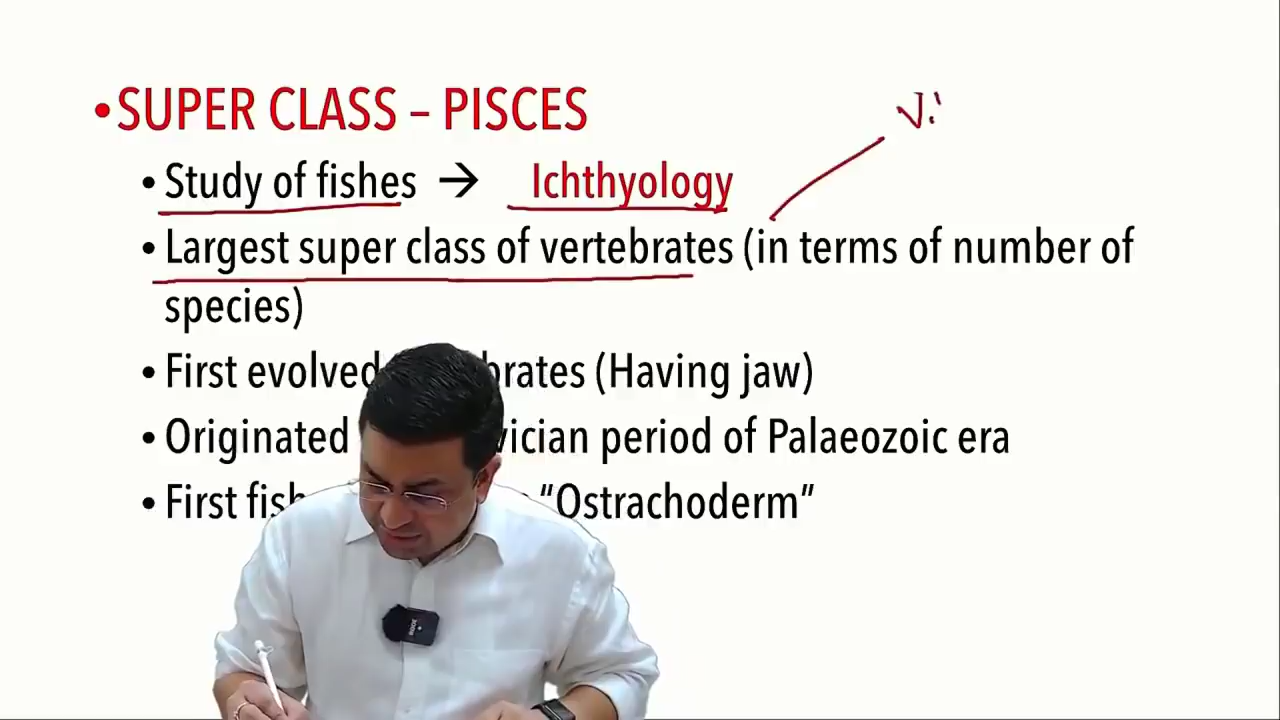 •SUPER CLASS – PISCES
• Study of fishes → Ichthyology
• Largest super class of vertebrates (in terms of number of
species)
• First evolved brates (Having jaw)
• Originated vician period of Palaeozoic era
• First fish “Ostrachoderm”